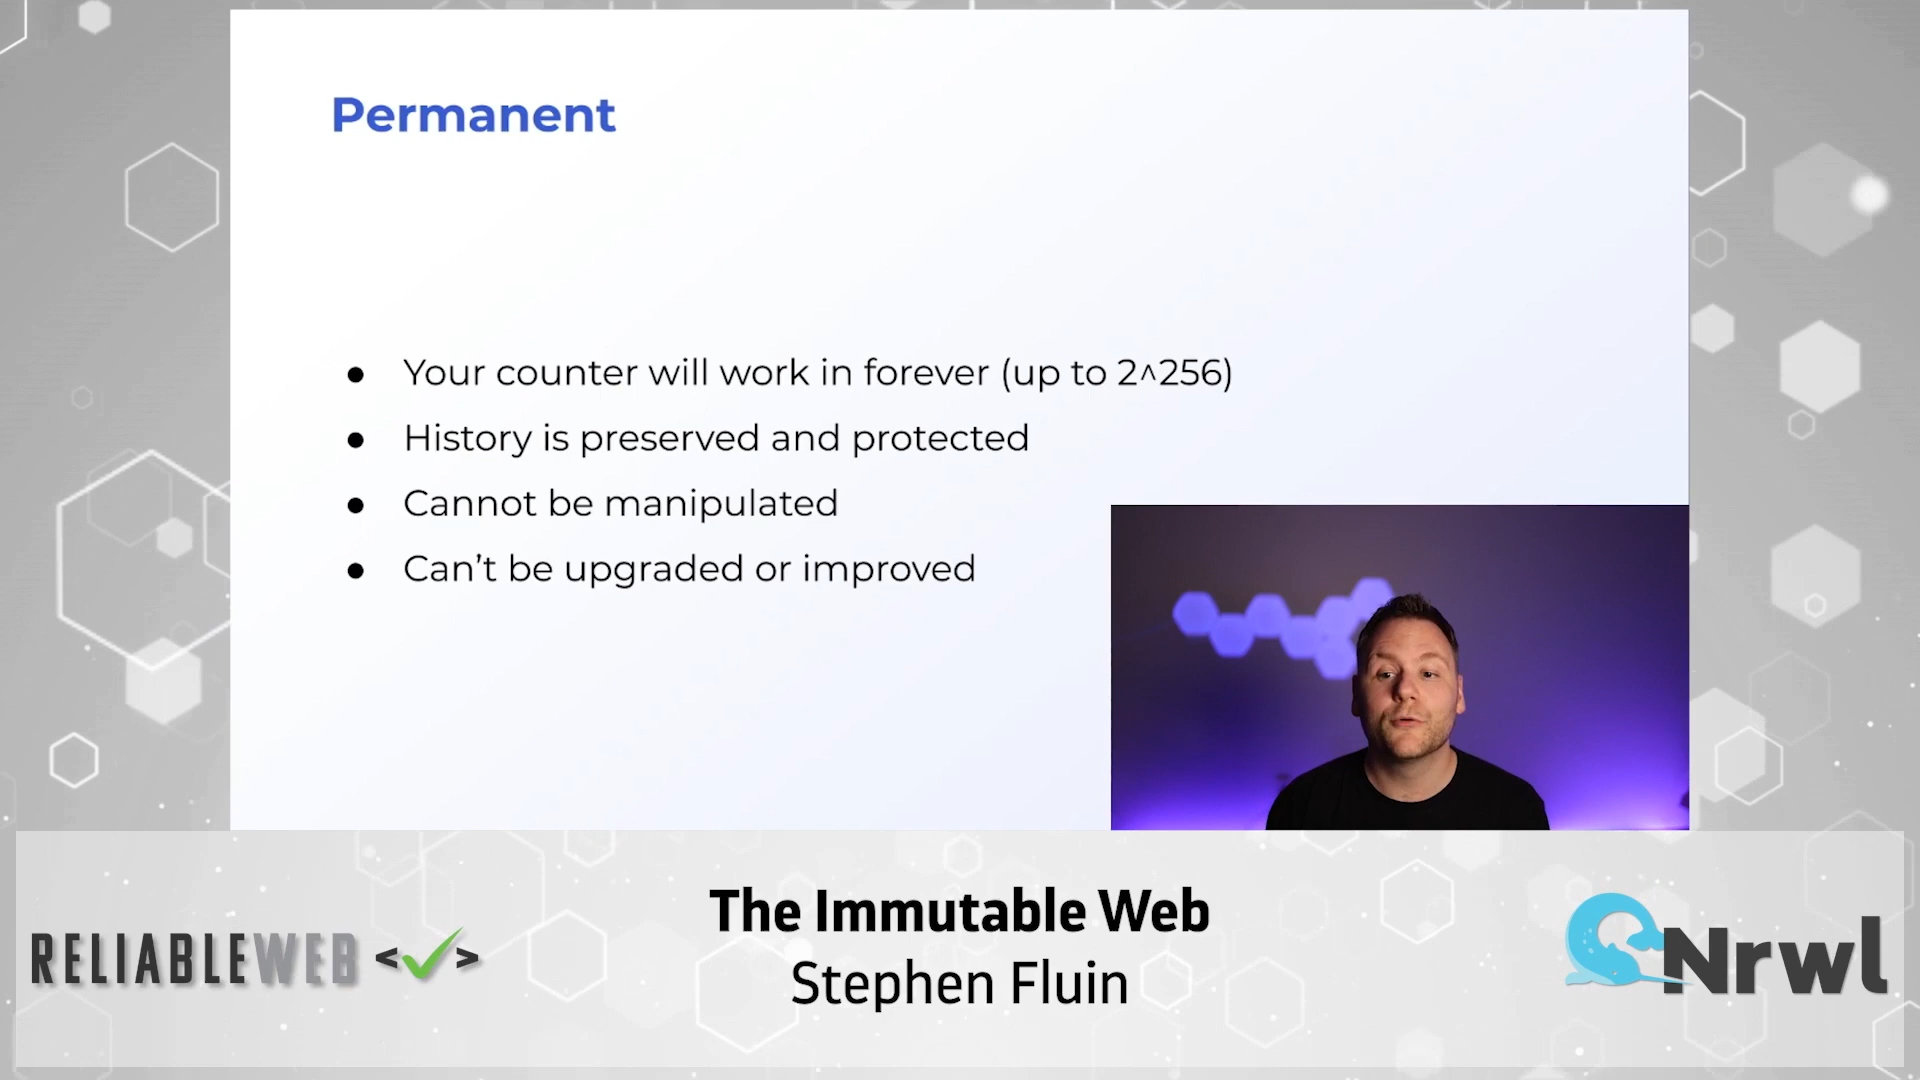 Permanent
● Your counter will work in forever (up to 2^256)
● History is preserved and protected
● Cannot be manipulated
● Can't be upgraded or improved
RELIABLEWEB <✓>
The Immutable Web
Stephen Fluin
Nrwl